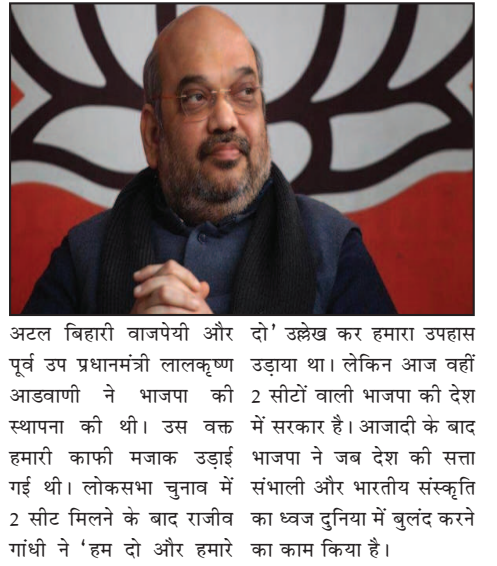 अटल बिहारी वाजपेयी और
पूर्व उप प्रधानमंत्री लालकृष्ण
आडवाणी ने भाजपा की
स्थापना की थी। उस वक्त
हमारी काफी मजाक उड़ाई
गई थी। लोकसभा चुनाव में
2 सीट मिलने के बाद राजीव
गांधी ने ‘हम दो और हमारे
दो’ उल्लेख कर हमारा उपहास
उड़ाया था। लेकिन आज वहीं
2 सीटों वाली भाजपा की देश
में सरकार है। आजादी के बाद
भाजपा ने जब देश की सत्ता
संभाली और भारतीय संस्कृति
का ध्वज दुनिया में बुलंद करने
का काम किया है।